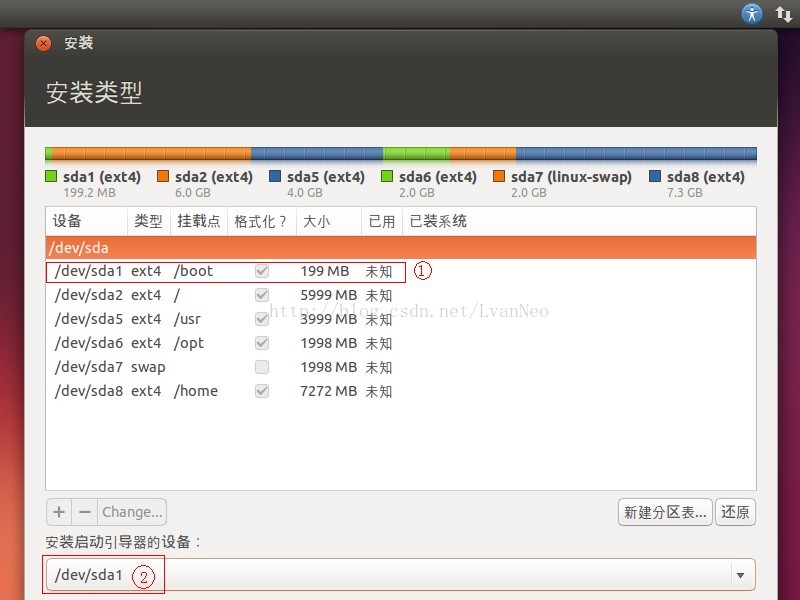 安装
安装类型
sda1 (ext4) sda2 (ext4) sda5 (ext4) sda6 (ext4) sda7 (linux-swap) sda8 (ext4)
199.2 MB 6.0 GB 4.0 GB 2.0 GB 2.0 GB 7.3 GB
设备 类型 挂载点 格式化？ 大小 已用 已装系统
/dev/sda
/dev/sda1 ext4 /boot 199 MB 未知 ①
/dev/sda2 ext4 / 5999 MB 未知
http://blog.csdn.net/LvanNeo
/dev/sda5 ext4 /usr 3999 MB 未知
/dev/sda6 ext4 /opt 1998 MB 未知
/dev/sda7 swap 1998 MB 未知
/dev/sda8 ext4 /home 7272 MB 未知
+ − Change... 新建分区表... 还原
安装启动引导器的设备：
/dev/sda1 ②